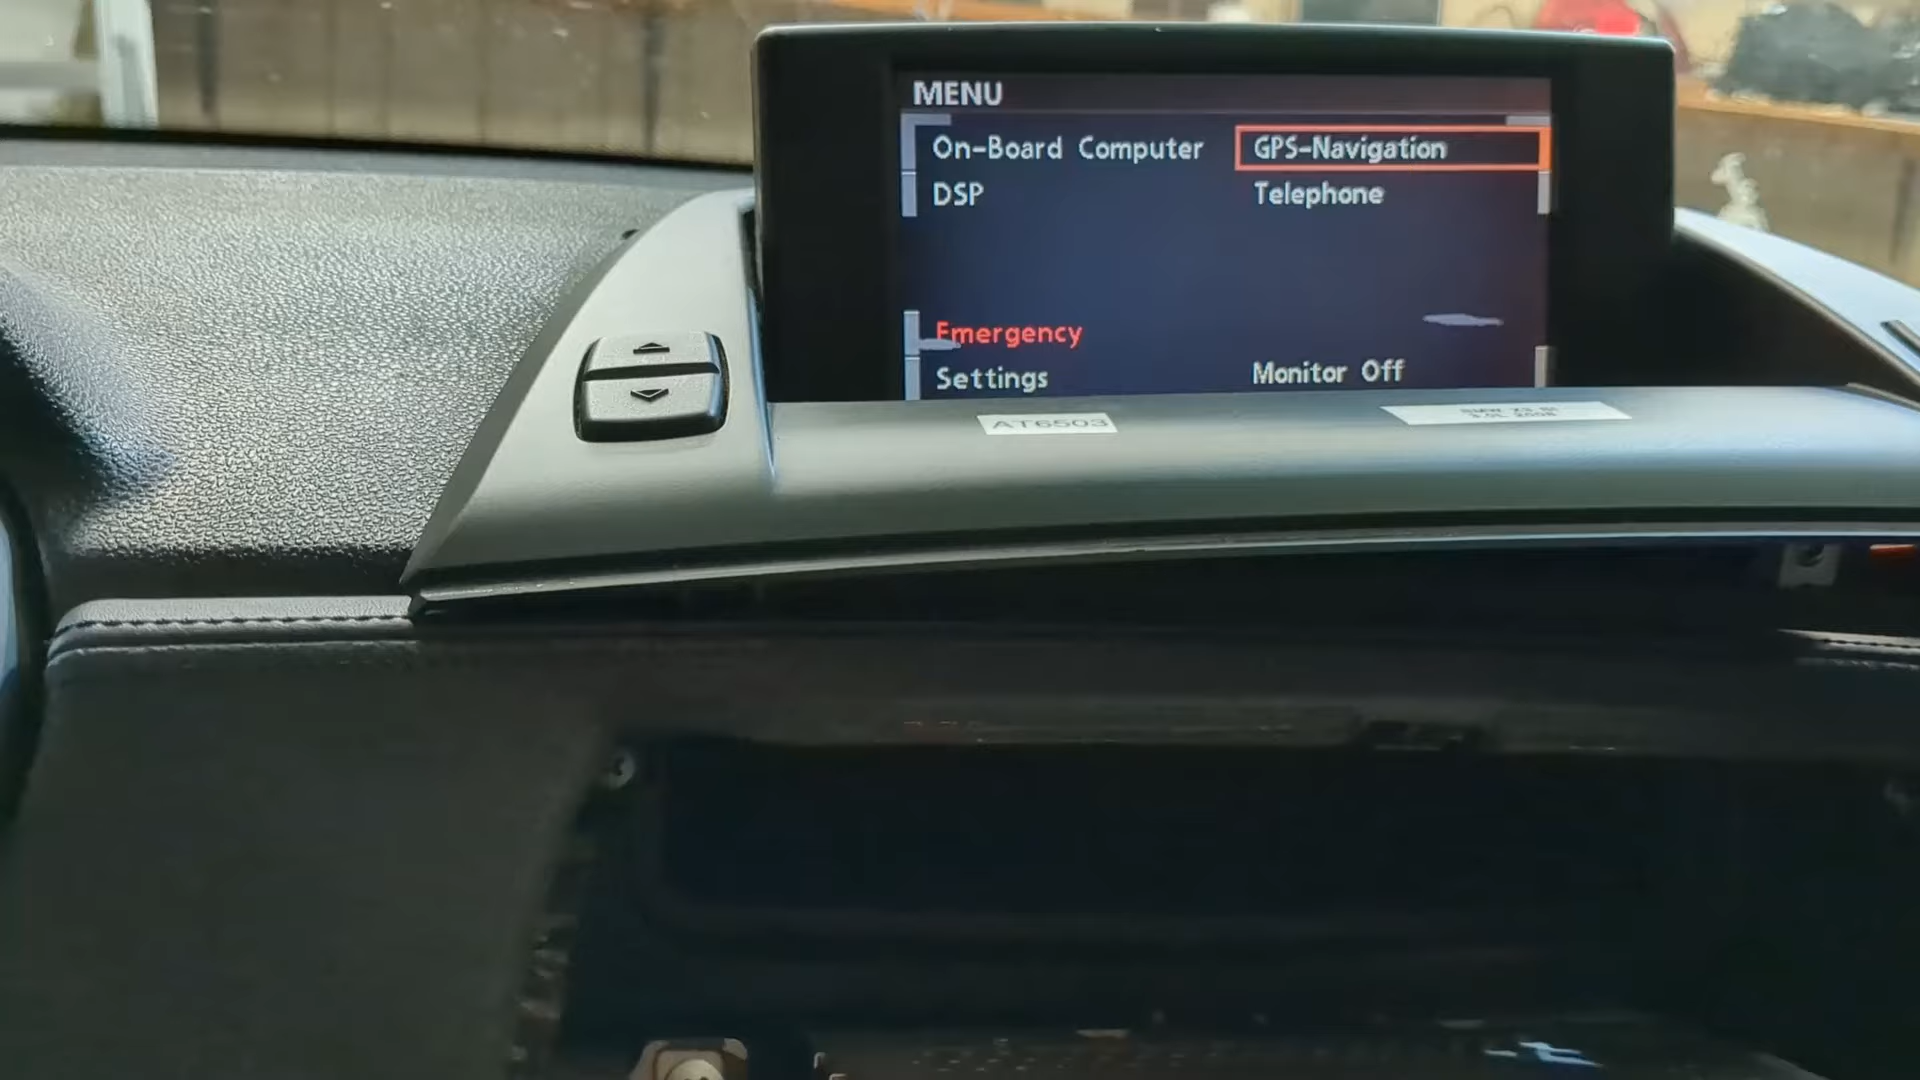 MENU
On-Board Computer GPS-Navigation
DSP Telephone
Emergency
Settings Monitor Off
AT6503